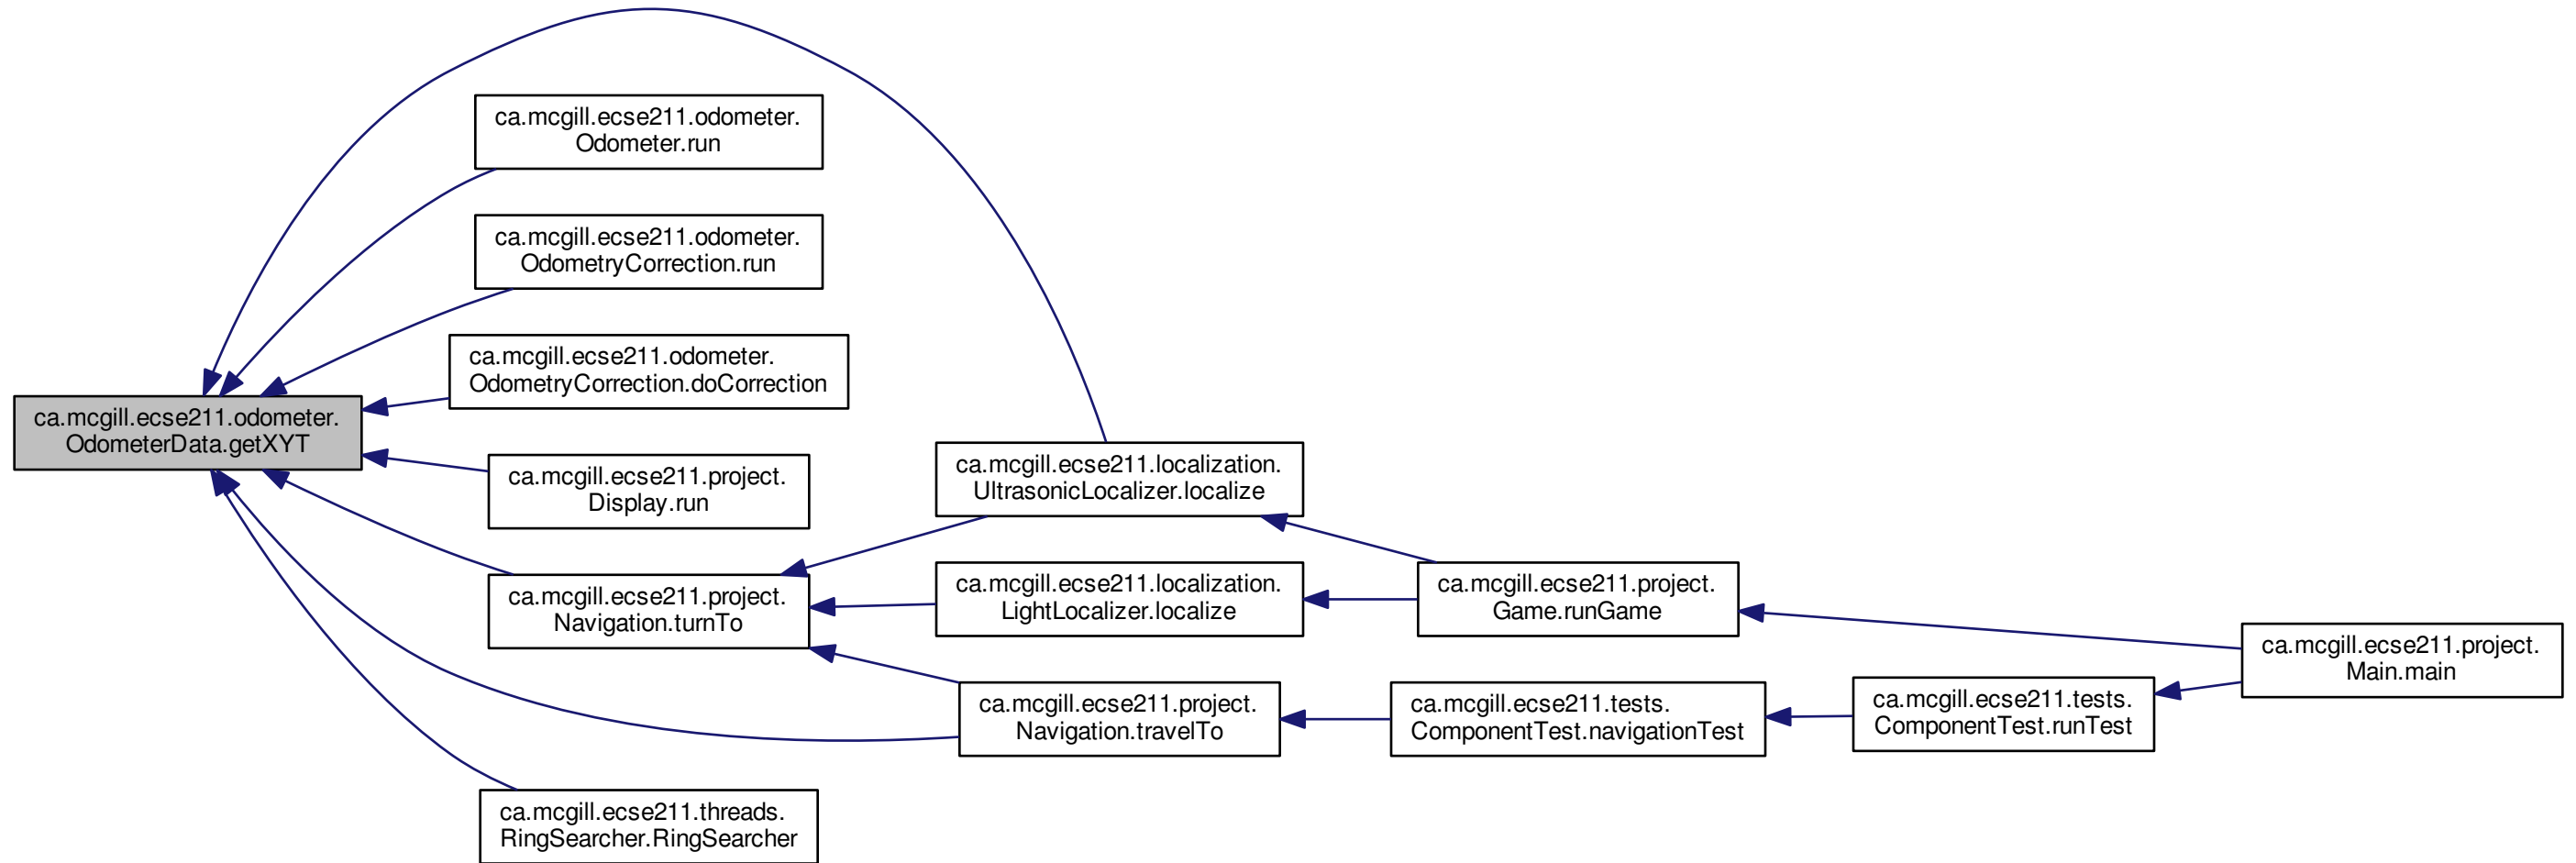 ca.mcgill.ecse211.odometer.
Odometer.run
ca.mcgill.ecse211.odometer.
OdometryCorrection.run
ca.mcgill.ecse211.odometer.
OdometryCorrection.doCorrection
ca.mcgill.ecse211.odometer.
OdometerData.getXYT
ca.mcgill.ecse211.project.
Display.run
ca.mcgill.ecse211.localization.
UltrasonicLocalizer.localize
ca.mcgill.ecse211.project.
Navigation.turnTo
ca.mcgill.ecse211.localization.
LightLocalizer.localize
ca.mcgill.ecse211.project.
Game.runGame
ca.mcgill.ecse211.project.
Main.main
ca.mcgill.ecse211.project.
Navigation.travelTo
ca.mcgill.ecse211.tests.
ComponentTest.navigationTest
ca.mcgill.ecse211.tests.
ComponentTest.runTest
ca.mcgill.ecse211.threads.
RingSearcher.RingSearcher